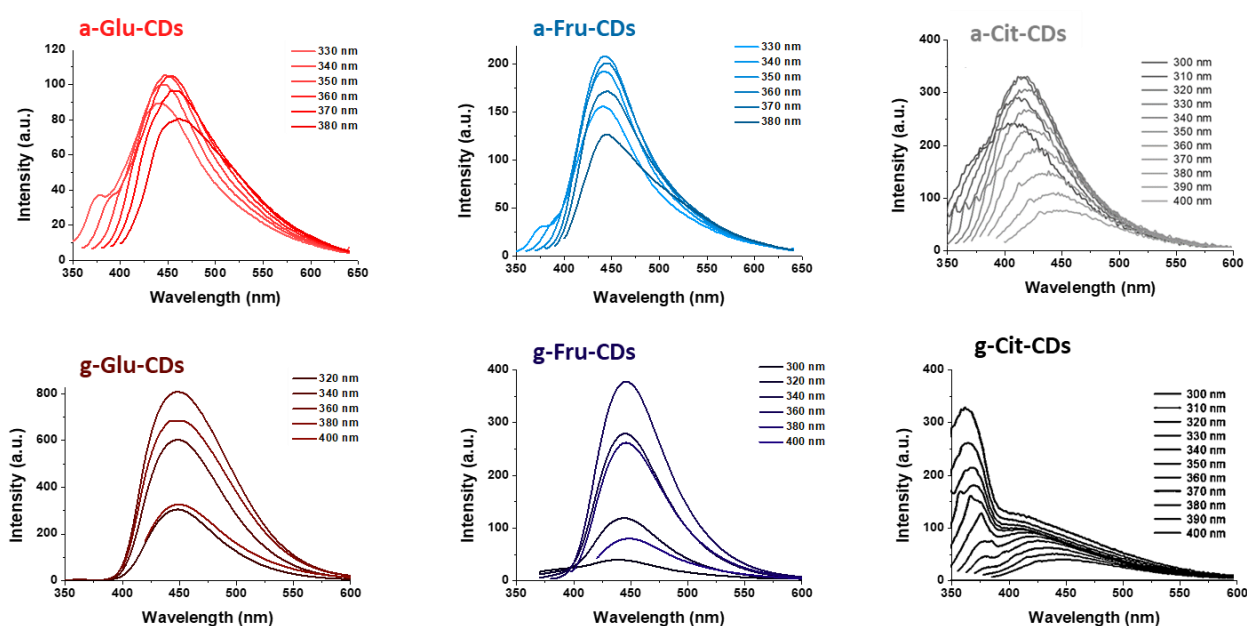 a-Glu-CDs
120
100
80
60
40
20
0
350 400 450 500 550 600 650
Intensity (a.u.)
Wavelength (nm)
330 nm
340 nm
350 nm
360 nm
370 nm
380 nm
a-Fru-CDs
200
150
100
50
0
350 400 450 500 550 600 650
Intensity (a.u.)
Wavelength (nm)
330 nm
340 nm
350 nm
360 nm
370 nm
380 nm
a-Cit-CDs
400
300
200
100
0
350 400 450 500 550 600
Intensity (a.u.)
Wavelength (nm)
300 nm
310 nm
320 nm
330 nm
340 nm
350 nm
360 nm
370 nm
380 nm
390 nm
400 nm
g-Glu-CDs
800
600
400
200
0
350 400 450 500 550 600
Intensity (a.u.)
Wavelength (nm)
320 nm
340 nm
360 nm
380 nm
400 nm
g-Fru-CDs
400
300
200
100
0
350 400 450 500 550 600
Intensity (a.u.)
Wavelength (nm)
300 nm
320 nm
340 nm
360 nm
380 nm
400 nm
g-Cit-CDs
400
300
200
100
0
350 400 450 500 550 600
Intensity (a.u.)
Wavelength (nm)
300 nm
310 nm
320 nm
330 nm
340 nm
350 nm
360 nm
370 nm
380 nm
390 nm
400 nm